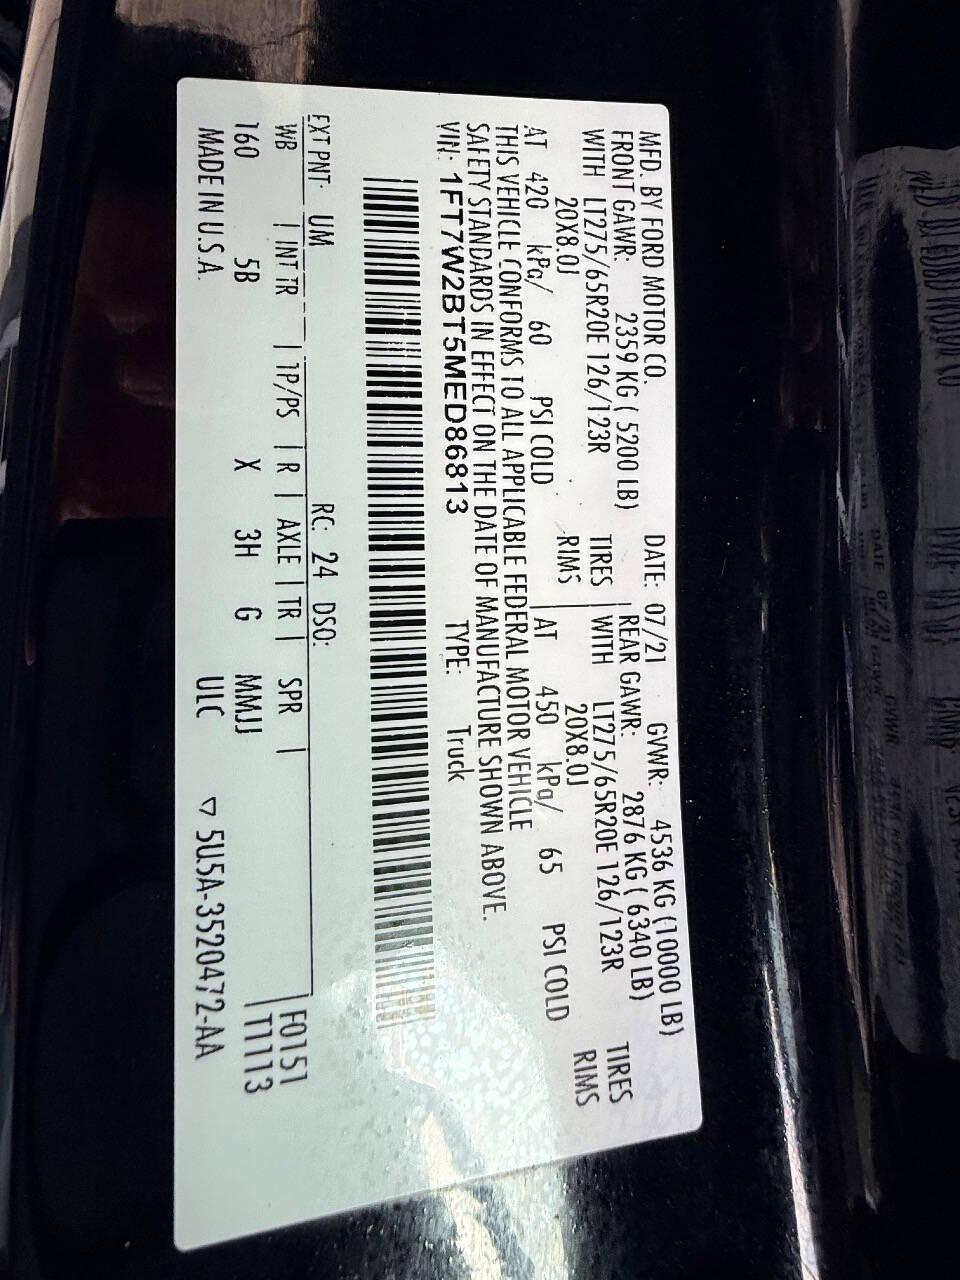 MFD. BY FORD MOTOR CO. DATE: 07/21 GVWR: 4536 KG (10000 LB)
FRONT GAWR: 2359 KG ( 5200 LB) REAR GAWR: 2876 KG ( 6340 LB)
WITH LT275/65R20E 126/123R TIRES WITH LT275/65R20E 126/123R TIRES
20X8.0J RIMS 20X8.0J RIMS
AT 420 kPa/ 60 PSI COLD AT 450 kPa/ 65 PSI COLD
THIS VEHICLE CONFORMS TO ALL APPLICABLE FEDERAL MOTOR VEHICLE
SAFETY STANDARDS IN EFFECT ON THE DATE OF MANUFACTURE SHOWN ABOVE.
VIN: 1FT7W2BT5MED86813 TYPE: Truck
EXT PNT: UM RC: 24 DSO:
WB | INT TR | TP/PS | R | AXLE | TR | SPR | F0151
160 5B X 3H G MMJJ T1113
MADE IN U.S.A. ULC ▽ 5U5A-3520472-AA